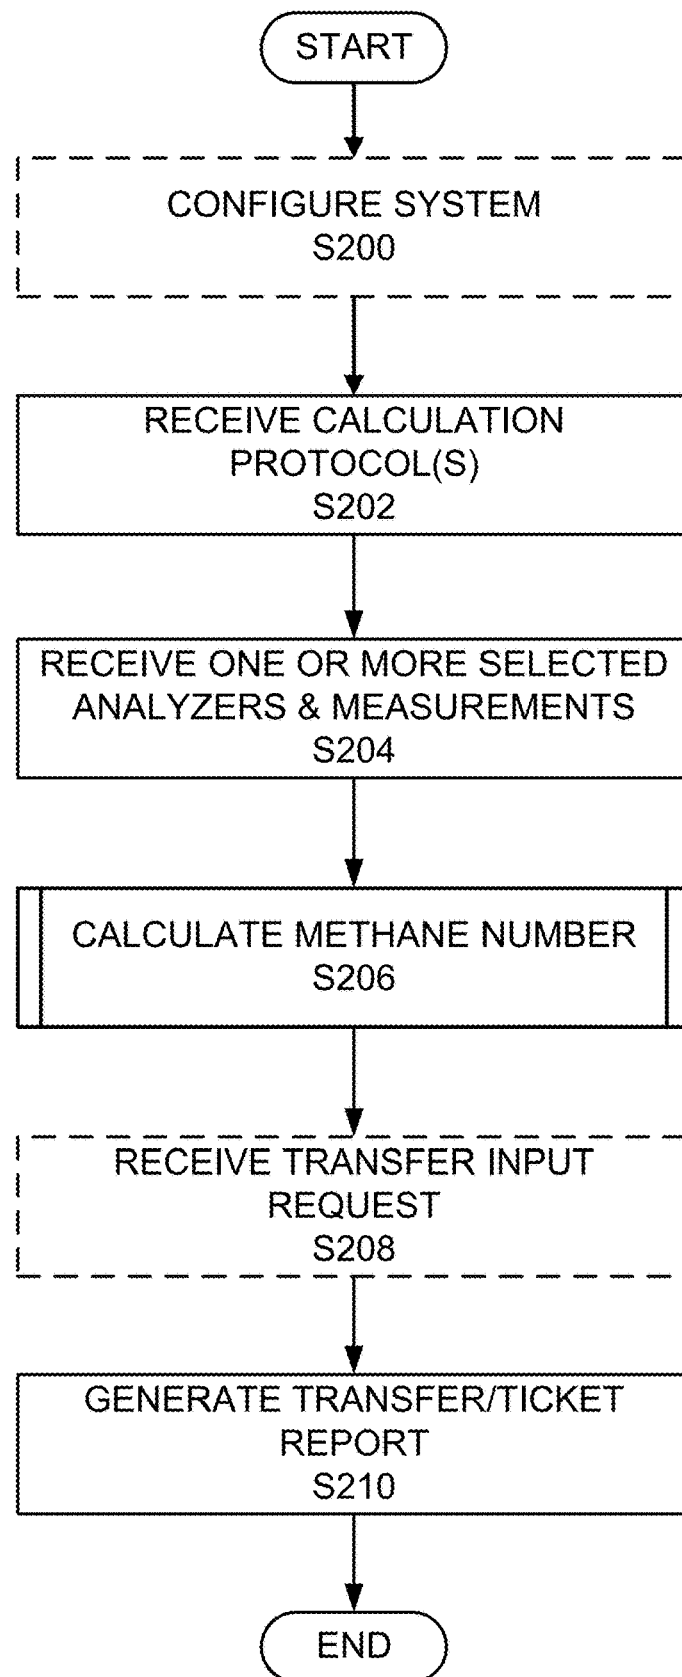 START
CONFIGURE SYSTEM
S200
RECEIVE CALCULATION
PROTOCOL(S)
S202
RECEIVE ONE OR MORE SELECTED
ANALYZERS & MEASUREMENTS
S204
CALCULATE METHANE NUMBER
S206
RECEIVE TRANSFER INPUT
REQUEST
S208
GENERATE TRANSFER/TICKET
REPORT
S210
END